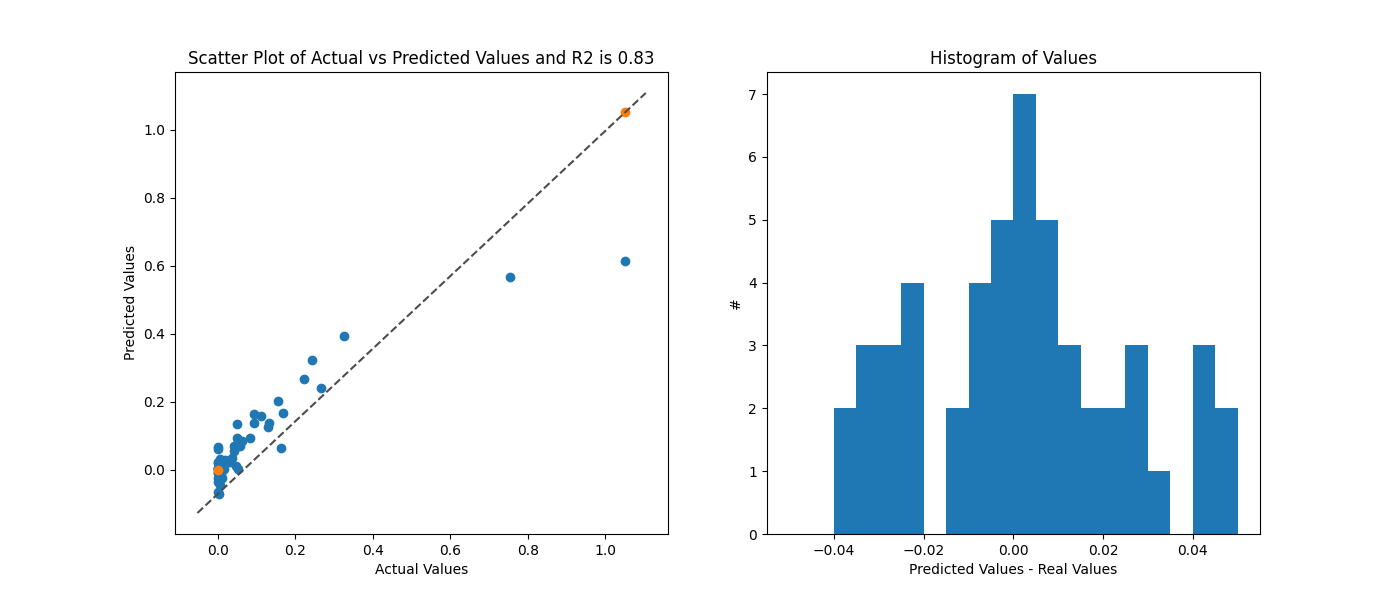 Scatter Plot of Actual vs Predicted Values and R2 is 0.83
1.0
0.8
0.6
0.4
0.2
0.0
Predicted Values
0.0 0.2 0.4 0.6 0.8 1.0
Actual Values
Histogram of Values
7
6
5
4
3
2
1
0
#
−0.04 −0.02 0.00 0.02 0.04
Predicted Values - Real Values